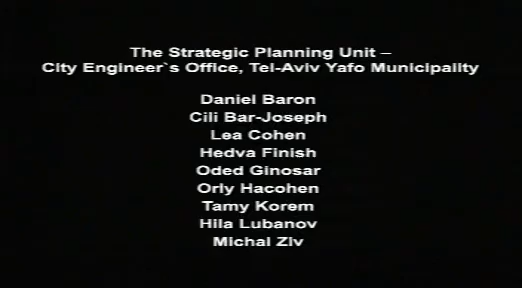 The Strategic Planning Unit –
City Engineer`s Office, Tel-Aviv Yafo Municipality
Daniel Baron
Cili Bar-Joseph
Lea Cohen
Hedva Finish
Oded Ginosar
Orly Hacohen
Tamy Korem
Hila Lubanov
Michal Ziv